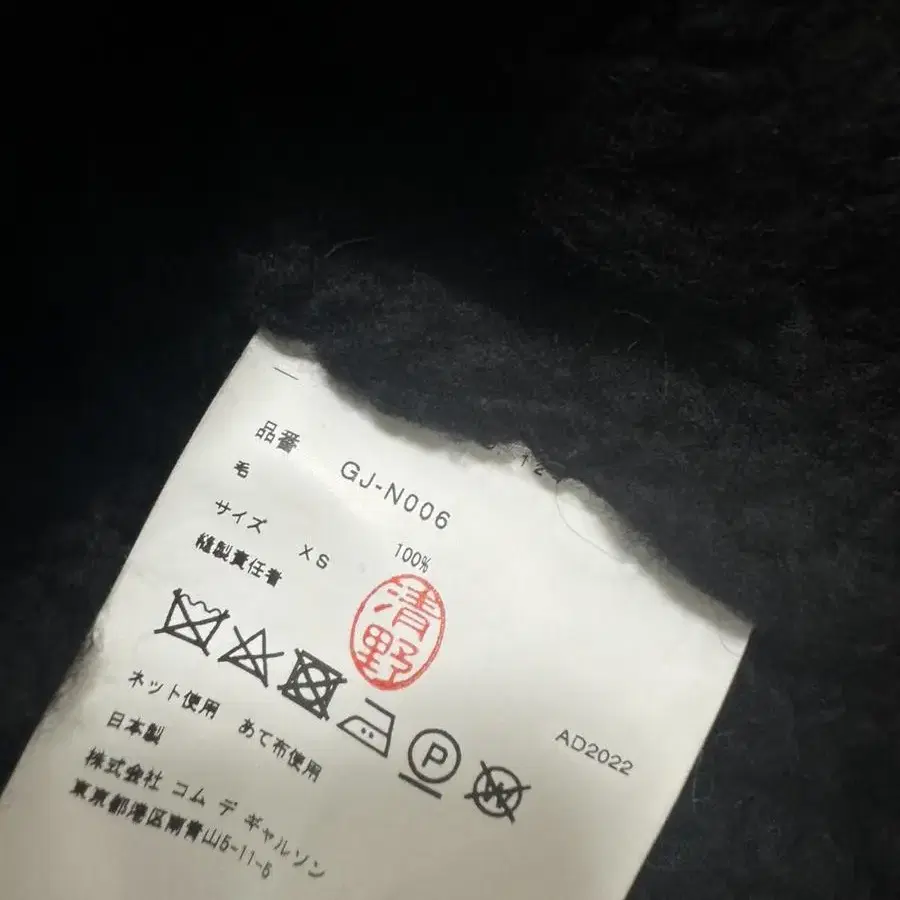 12
品番 GJ-N006
毛 100%
サイズ XS
縫製責任者 清野
P
W
ネット使用 あて布使用
日本製 AD2022
株式会社 コム デ ギャルソン
東京都港区南青山5-11-5